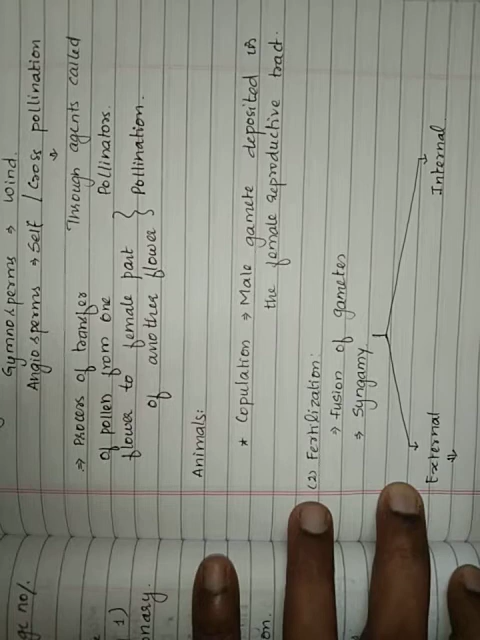 Gymnosperms ⇒ Wind.
Angiosperms ⇒ Self / Cross pollination
⇓
Through agents called
Pollinators.
⇒ Process of transfer
of pollen from one
flower to female part
of another flower } Pollination.
Animals:
* Copulation ⇒ Male gamete deposited in
the female reproductive tract.
(2) Fertilization:
⇒ Fusion of gametes
⇒ Syngamy
External
Internal
⇓
ge no/.
1)
onary.
on.